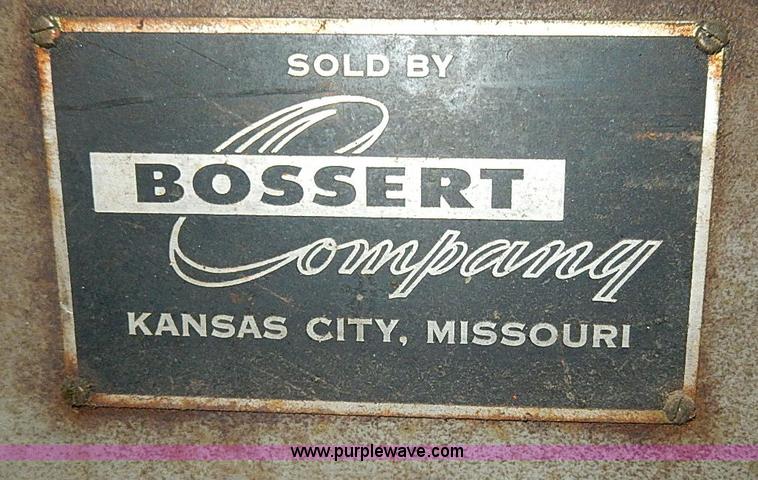 SOLD BY
BOSSERT
Company
KANSAS CITY, MISSOURI
www.purplewave.com